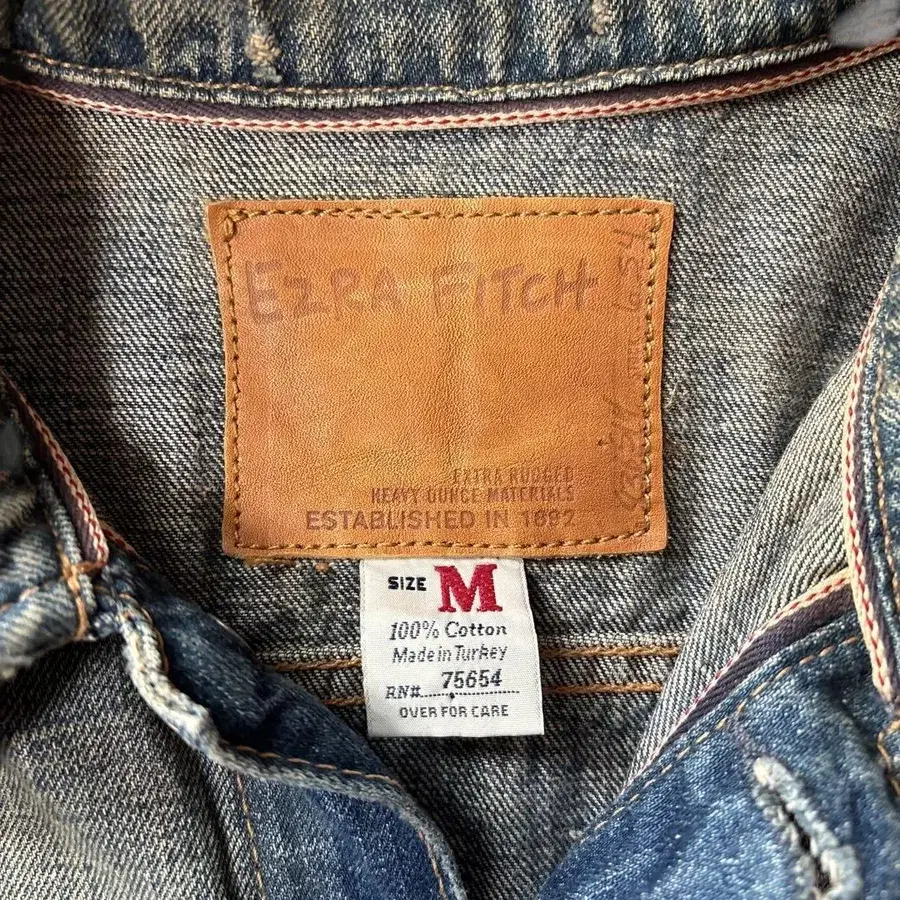 EZRA FITCH
EXTRA RUGGED
HEAVY OUNCE MATERIALS
ESTABLISHED IN 1892
SIZE M
100% Cotton
Made in Turkey
RN# 75654
OVER FOR CARE